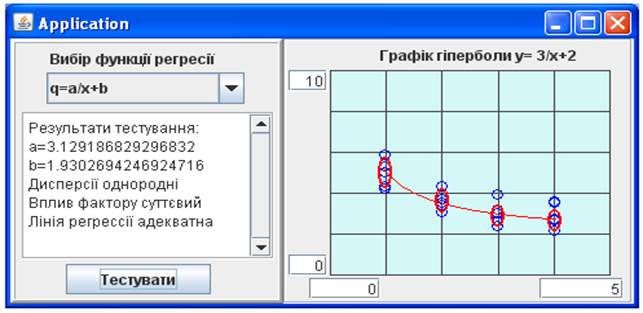 Application
Вибір функції регресії
q=a/x+b
Результати тестування:
a=3.129186829296832
b=1.9302694246924716
Дисперсії однородні
Вплив фактору суттєвий
Лінія регрессії адекватна
Тестувати
Графік гіперболи y= 3/x+2
10
0
0
5